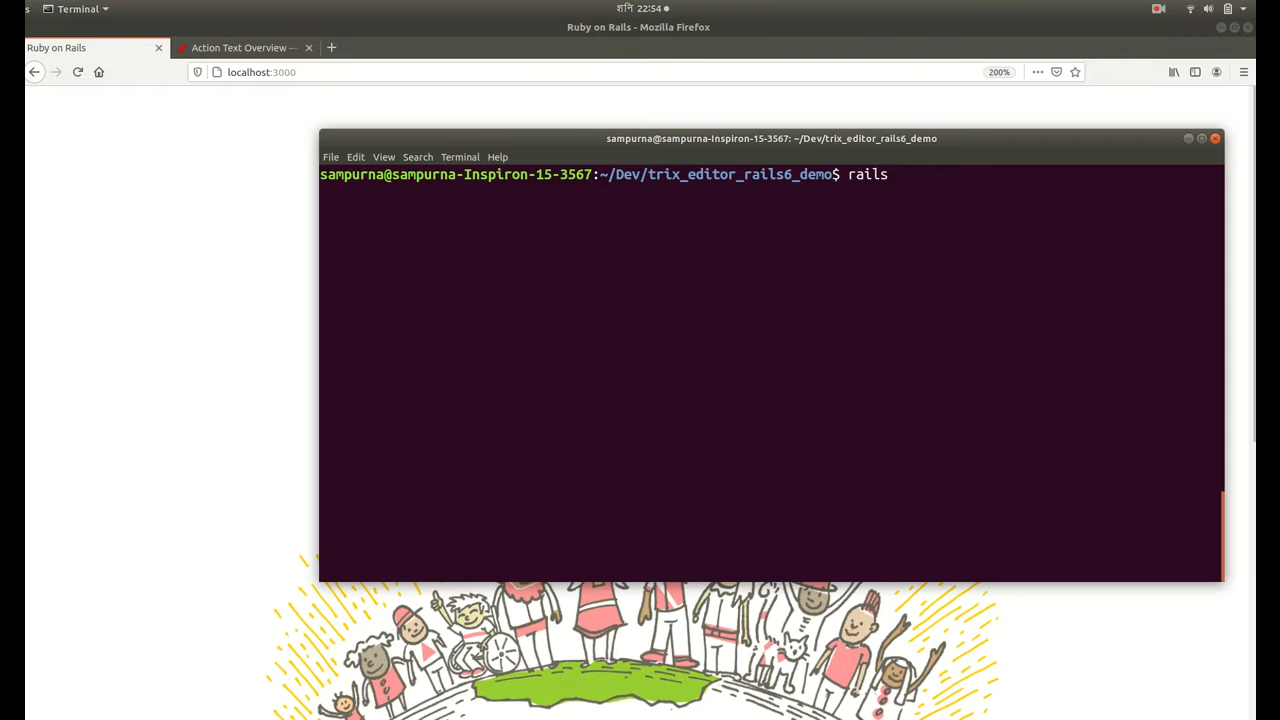 s Terminal शनि 22:54
Ruby on Rails - Mozilla Firefox
Ruby on Rails Action Text Overview —
localhost:3000 200%
sampurna@sampurna-Inspiron-15-3567: ~/Dev/trix_editor_rails6_demo
File Edit View Search Terminal Help
sampurna@sampurna-Inspiron-15-3567:~/Dev/trix_editor_rails6_demo$ rails